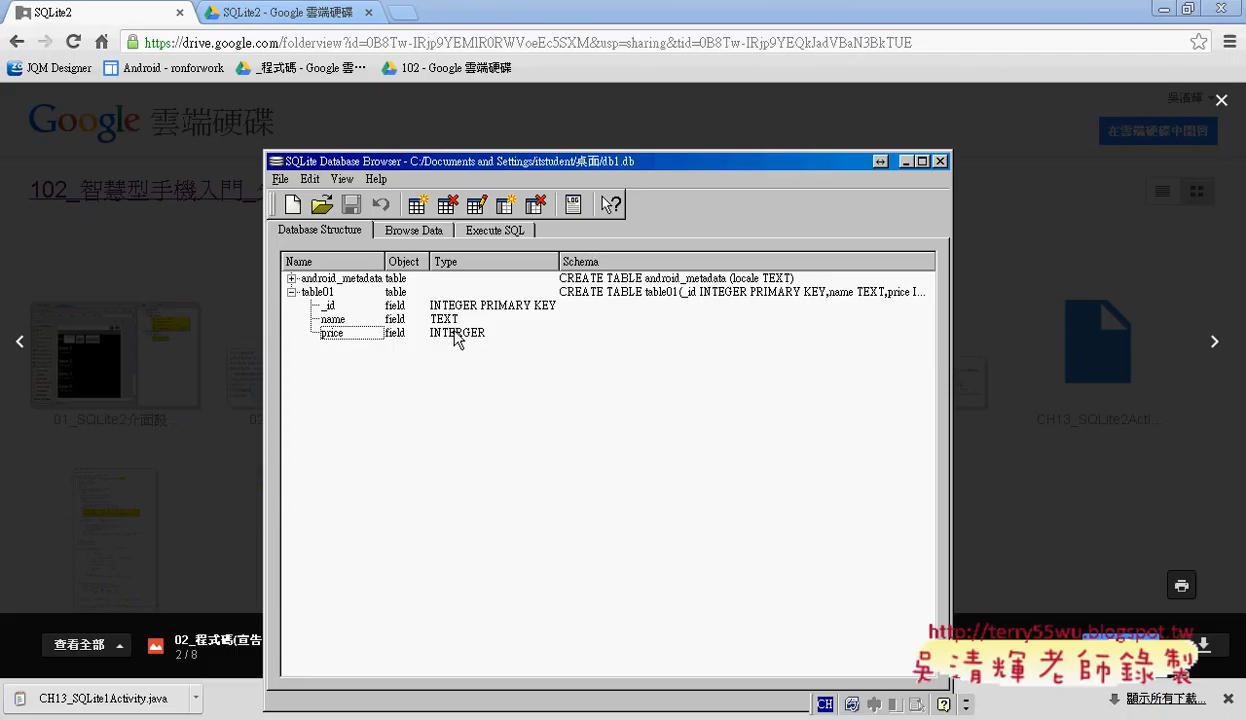 SQLite2
SQLite2 - Google 雲端硬碟
https://drive.google.com/folderview?id=0B8Tw-IRjp9YEMlR0RWVoeEc5SXM&usp=sharing&tid=0B8Tw-IRjp9YEQkJadVBaN3BkTUE
JQM Designer
Android - ronforwork
_程式碼 - Google 雲…
102 - Google 雲端硬碟
Google 雲端硬碟
吳清輝
在雲端硬碟中開啟
102_智慧型手機入門_
SQLite Database Browser - C:/Documents and Settings/itstudent/桌面/db1.db
File Edit View Help
LOG
Database Structure Browse Data Execute SQL
Name Object Type Schema
android_metadata table CREATE TABLE android_metadata (locale TEXT)
table01 table CREATE TABLE table01(_id INTEGER PRIMARY KEY,name TEXT,price I...
_id field INTEGER PRIMARY KEY
name field TEXT
price field INTERGER
01_SQLite2介面設…
02
CH13_SQLite2Acti…
查看全部
02_程式碼(宣告
2 / 8
http://terry55wu.blogspot.tw
吳清輝老師錄製
CH
CH13_SQLite1Activity.java
顯示所有下載...